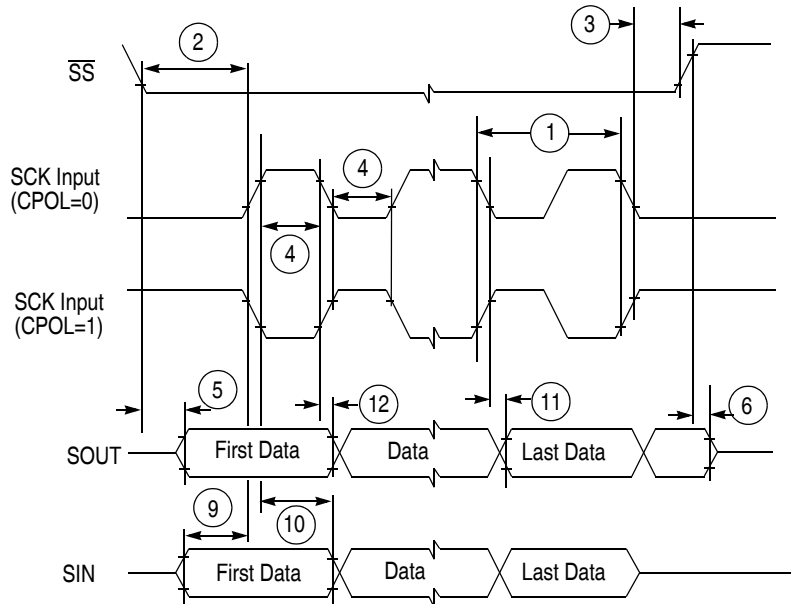 3
2
S̅S̅
1
SCK Input
(CPOL=0)
4
4
SCK Input
(CPOL=1)
5
12
11
6
SOUT
First Data
Data
Last Data
9
10
SIN
First Data
Data
Last Data